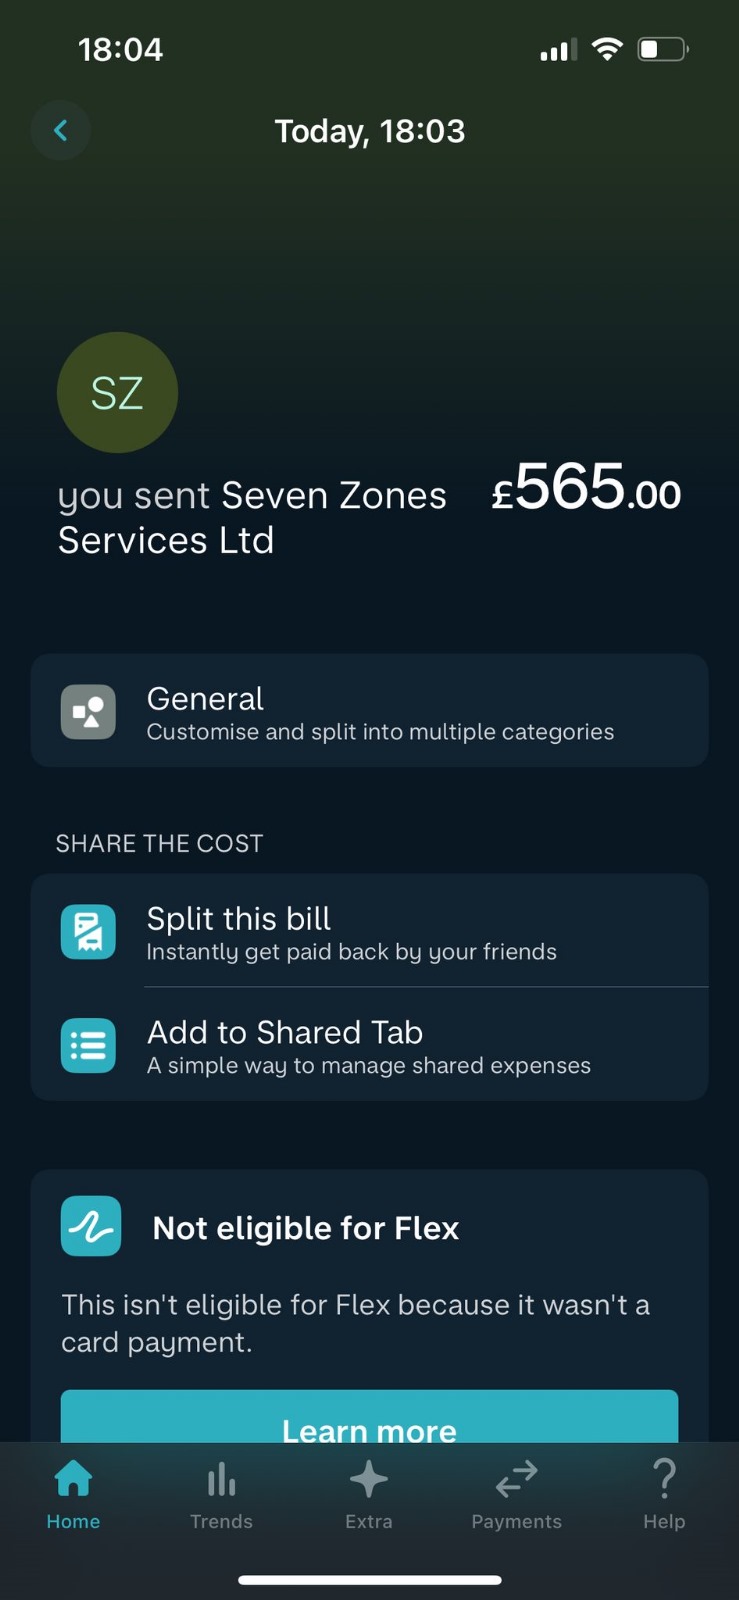 18:04
Today, 18:03
SZ
you sent Seven Zones
Services Ltd
£565.00
General
Customise and split into multiple categories
SHARE THE COST
Split this bill
Instantly get paid back by your friends
Add to Shared Tab
A simple way to manage shared expenses
Not eligible for Flex
This isn't eligible for Flex because it wasn't a
card payment.
Learn more
Home
Trends
Extra
Payments
Help